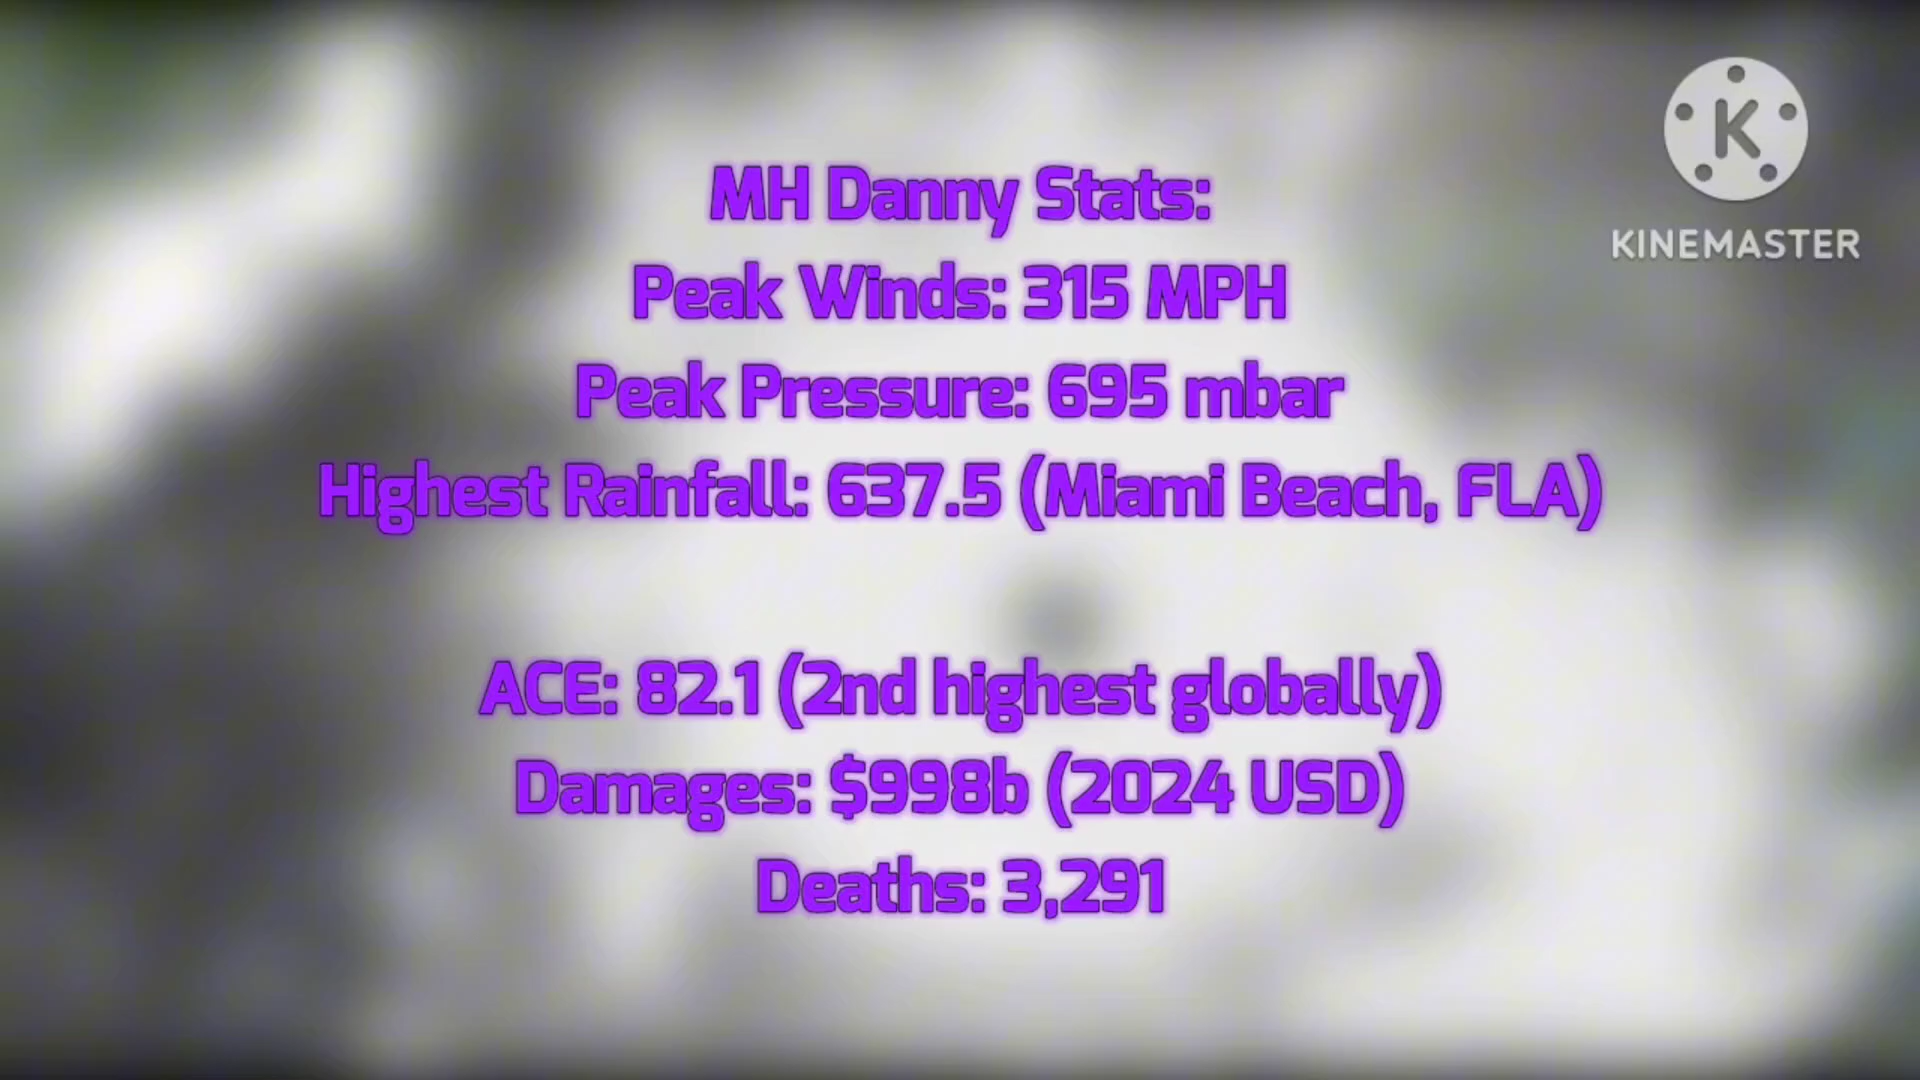 K
KINEMASTER
MH Danny Stats:
Peak Winds: 315 MPH
Peak Pressure: 695 mbar
Highest Rainfall: 637.5 (Miami Beach, FLA)
ACE: 82.1 (2nd highest globally)
Damages: $998b (2024 USD)
Deaths: 3,291